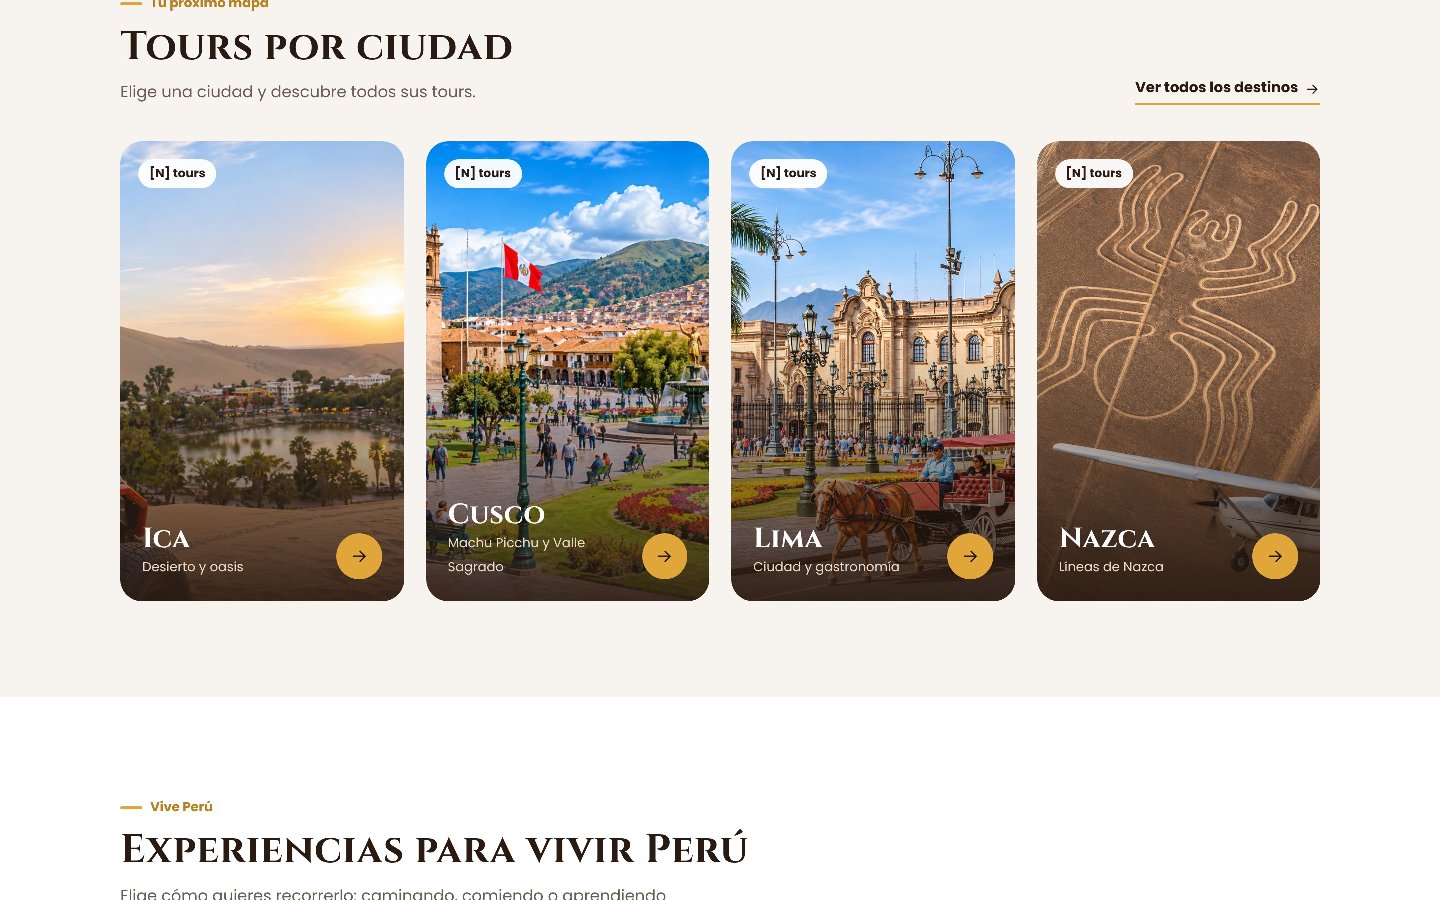 Tu próximo mapa
Tours por ciudad
Elige una ciudad y descubre todos sus tours.
Ver todos los destinos →
[N] tours
Ica
Desierto y oasis
[N] tours
Cusco
Machu Picchu y Valle
Sagrado
[N] tours
Lima
Ciudad y gastronomía
[N] tours
Nazca
Líneas de Nazca
Vive Perú
Experiencias para vivir Perú
Elige cómo quieres recorrerlo: caminando, comiendo o aprendiendo